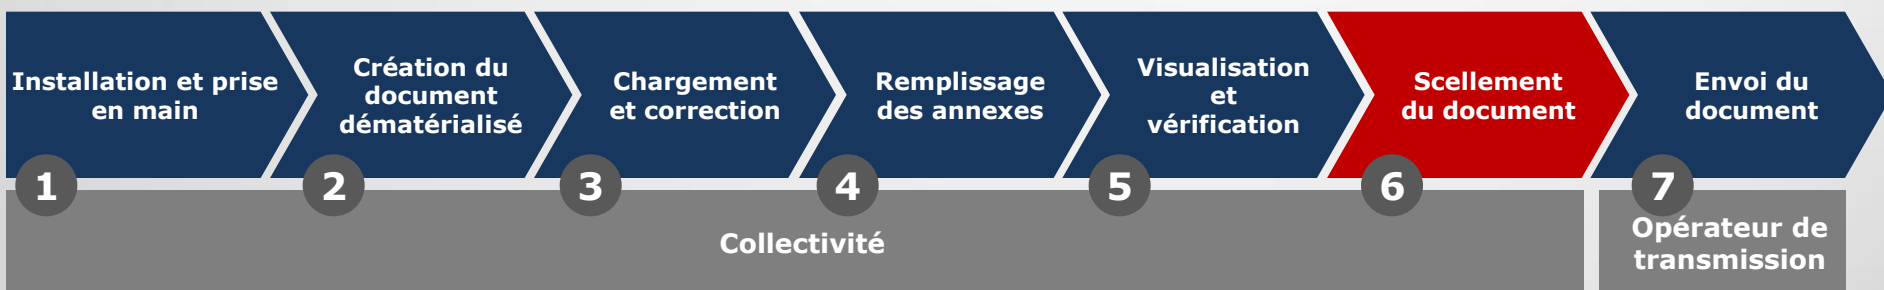 Installation et prise
en main
Création du
document
dématérialisé
Chargement
et correction
Remplissage
des annexes
Visualisation
et
vérification
Scellement
du document
Envoi du
document
1
2
3
4
5
6
7
Collectivité
Opérateur de
transmission